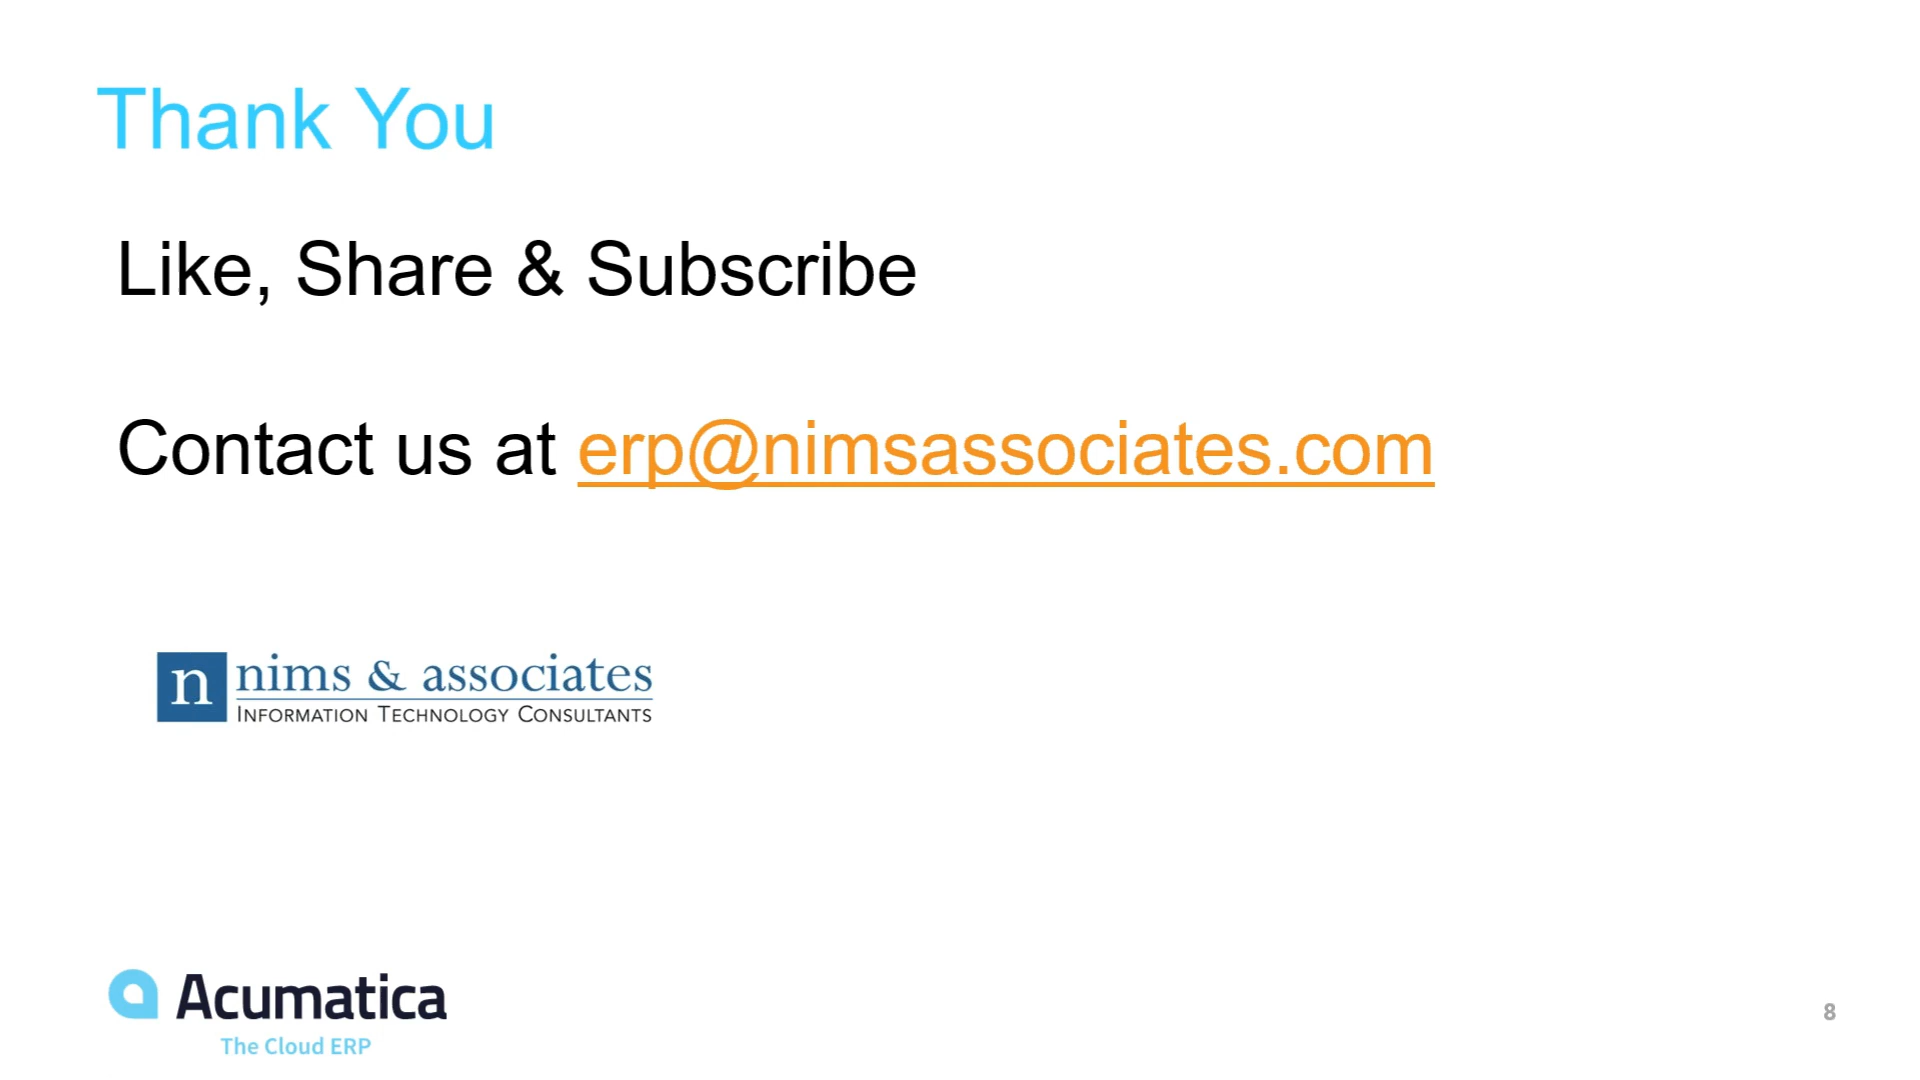 Thank You
Like, Share & Subscribe
Contact us at erp@nimsassociates.com
n nims & associates
INFORMATION TECHNOLOGY CONSULTANTS
Acumatica
The Cloud ERP
8